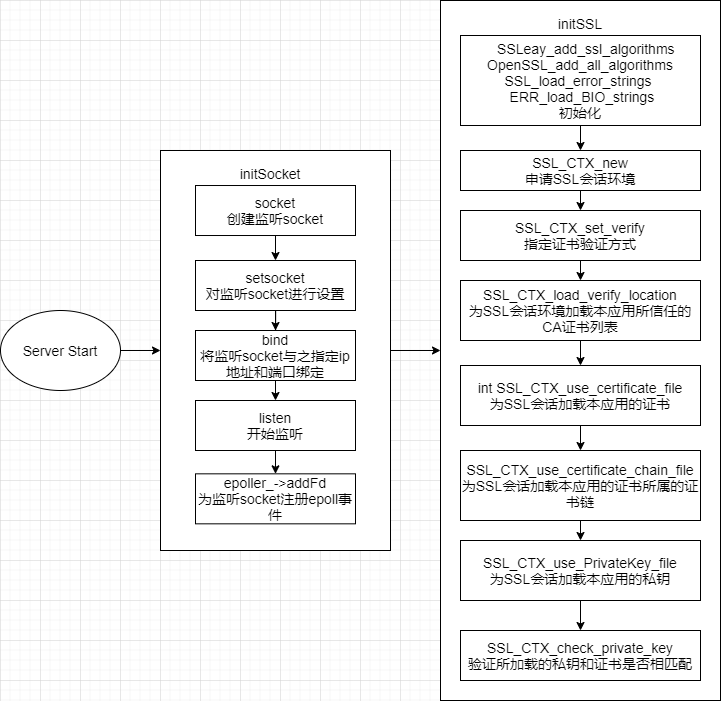 Server Start
initSocket
socket
创建监听socket
setsocket
对监听socket进行设置
bind
将监听socket与之指定ip
地址和端口绑定
listen
开始监听
epoller_->addFd
为监听socket注册epoll事
件
initSSL
SSLeay_add_ssl_algorithms
OpenSSL_add_all_algorithms
SSL_load_error_strings
ERR_load_BIO_strings
初始化
SSL_CTX_new
申请SSL会话环境
SSL_CTX_set_verify
指定证书验证方式
SSL_CTX_load_verify_location
为SSL会话环境加载本应用所信任的
CA证书列表
int SSL_CTX_use_certificate_file
为SSL会话加载本应用的证书
SSL_CTX_use_certificate_chain_file
为SSL会话加载本应用的证书所属的证
书链
SSL_CTX_use_PrivateKey_file
为SSL会话加载本应用的私钥
SSL_CTX_check_private_key
验证所加载的私钥和证书是否相匹配